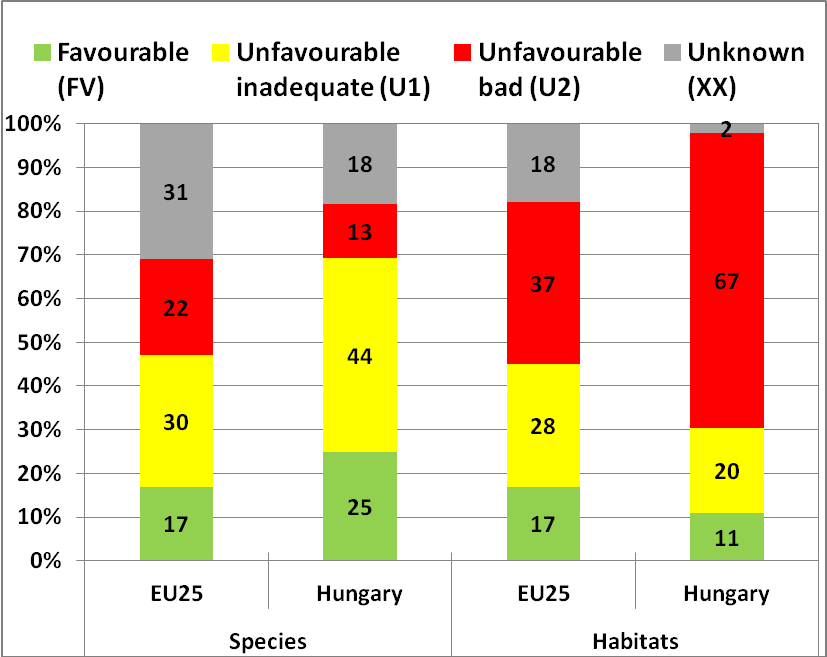 Favourable (FV)
Unfavourable inadequate (U1)
Unfavourable bad (U2)
Unknown (XX)
100%
90%
80%
70%
60%
50%
40%
30%
20%
10%
0%
31
22
30
17
18
13
44
25
18
37
28
17
2
67
20
11
EU25
Hungary
EU25
Hungary
Species
Habitats